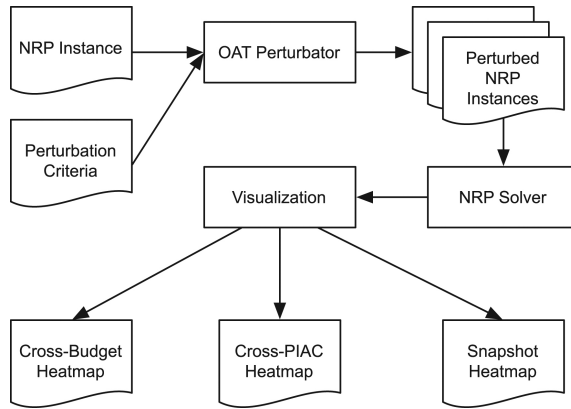 NRP Instance
OAT Perturbator
Perturbed
NRP
Instances
Perturbation
Criteria
Visualization
NRP Solver
Cross-Budget
Heatmap
Cross-PIAC
Heatmap
Snapshot
Heatmap